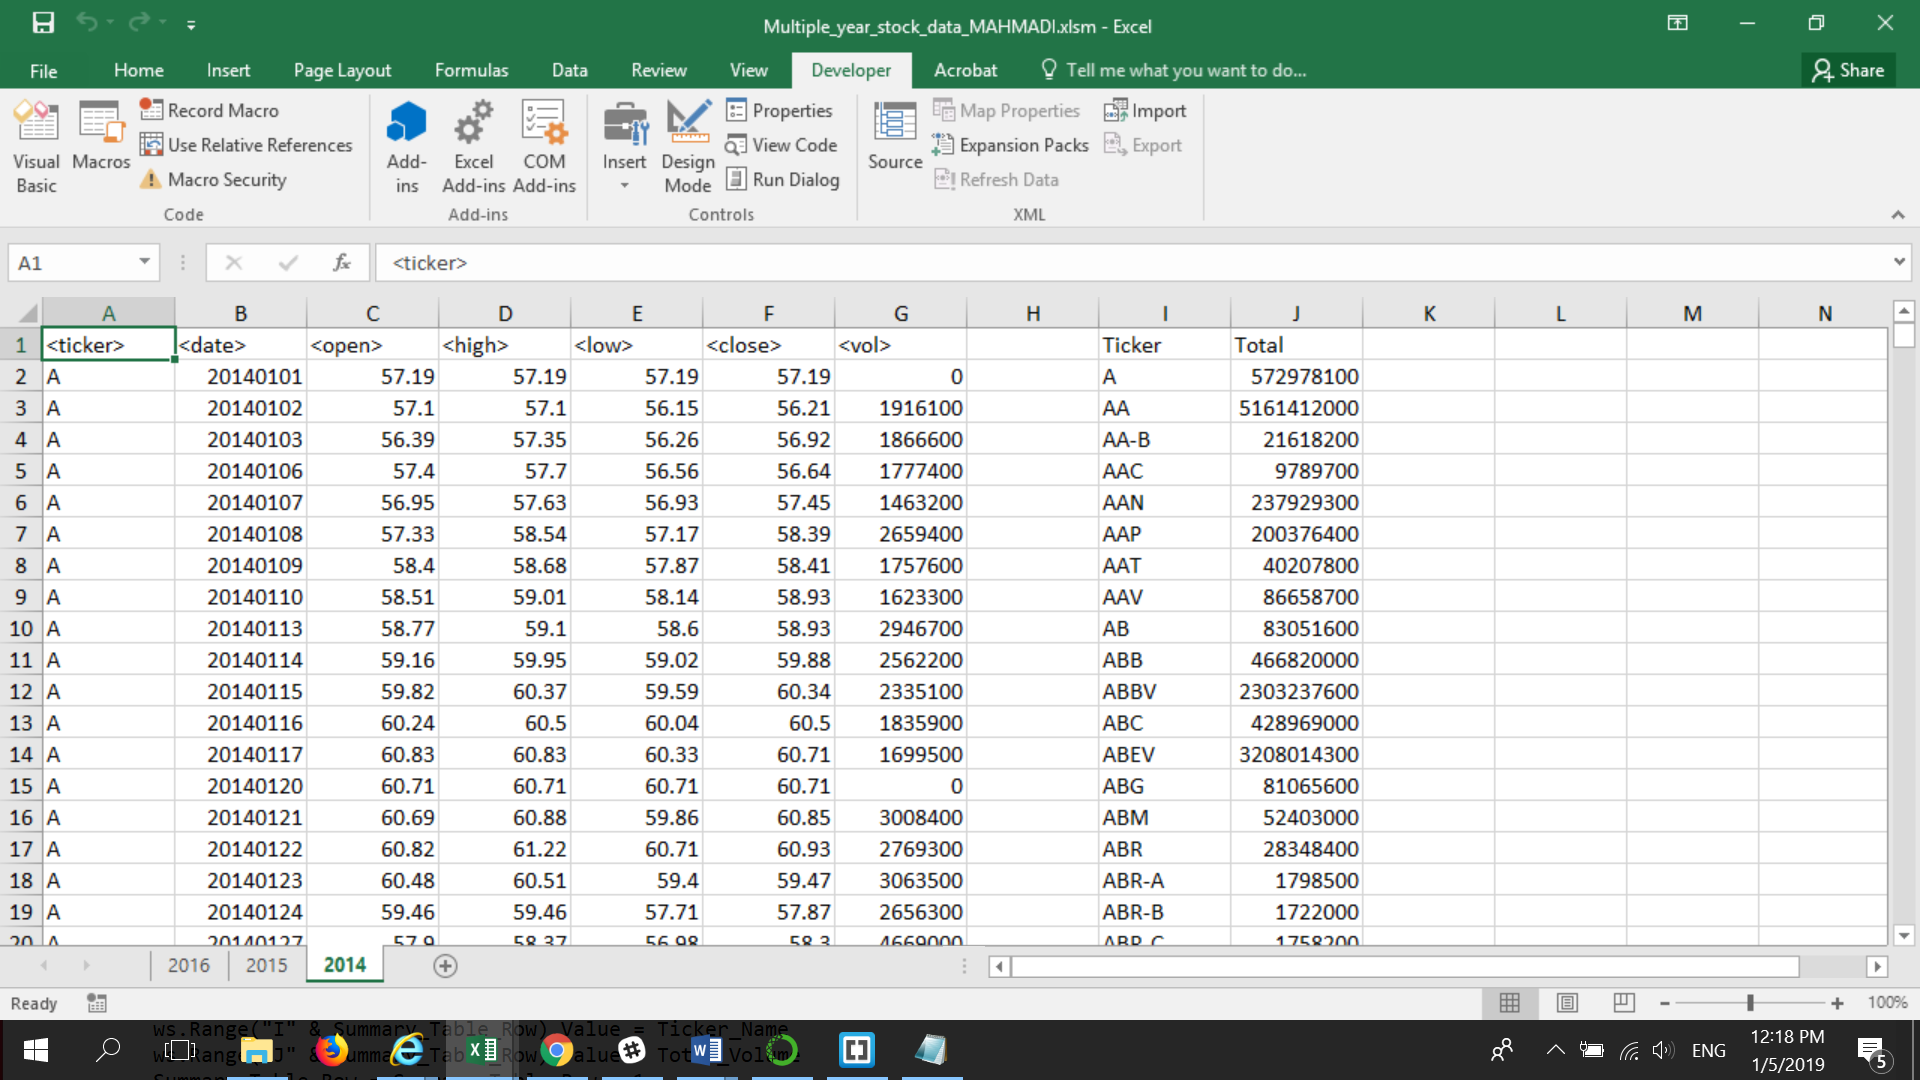 Multiple_year_stock_data_MAHMADI.xlsm - Excel
File Home Insert Page Layout Formulas Data Review View Developer Acrobat Tell me what you want to do... Share
Visual Basic
Macros
Record Macro
Use Relative References
Macro Security
Code
Add-ins
Excel Add-ins
COM Add-ins
Add-ins
Insert
Design Mode
Properties
View Code
Run Dialog
Controls
Source
Map Properties
Expansion Packs
Refresh Data
Import
Export
XML
A1 fx <ticker>
A B C D E F G H I J K L M N
1 <ticker> <date> <open> <high> <low> <close> <vol> Ticker Total
2 A 20140101 57.19 57.19 57.19 57.19 0 A 572978100
3 A 20140102 57.1 57.1 56.15 56.21 1916100 AA 5161412000
4 A 20140103 56.39 57.35 56.26 56.92 1866600 AA-B 21618200
5 A 20140106 57.4 57.7 56.56 56.64 1777400 AAC 9789700
6 A 20140107 56.95 57.63 56.93 57.45 1463200 AAN 237929300
7 A 20140108 57.33 58.54 57.17 58.39 2659400 AAP 200376400
8 A 20140109 58.4 58.68 57.87 58.41 1757600 AAT 40207800
9 A 20140110 58.51 59.01 58.14 58.93 1623300 AAV 86658700
10 A 20140113 58.77 59.1 58.6 58.93 2946700 AB 83051600
11 A 20140114 59.16 59.95 59.02 59.88 2562200 ABB 466820000
12 A 20140115 59.82 60.37 59.59 60.34 2335100 ABBV 2303237600
13 A 20140116 60.24 60.5 60.04 60.5 1835900 ABC 428969000
14 A 20140117 60.83 60.83 60.33 60.71 1699500 ABEV 3208014300
15 A 20140120 60.71 60.71 60.71 60.71 0 ABG 81065600
16 A 20140121 60.69 60.88 59.86 60.85 3008400 ABM 52403000
17 A 20140122 60.82 61.22 60.71 60.93 2769300 ABR 28348400
18 A 20140123 60.48 60.51 59.4 59.47 3063500 ABR-A 1798500
19 A 20140124 59.46 59.46 57.71 57.87 2656300 ABR-B 1722000
20 A 20140127 57.9 58.37 56.98 58.3 4669000 ABR-C 1758200
2016 2015 2014
Ready 100%
ws.Range("I" & Summary_Table_Row).Value = Ticker_Name
ENG
12:18 PM
1/5/2019
5